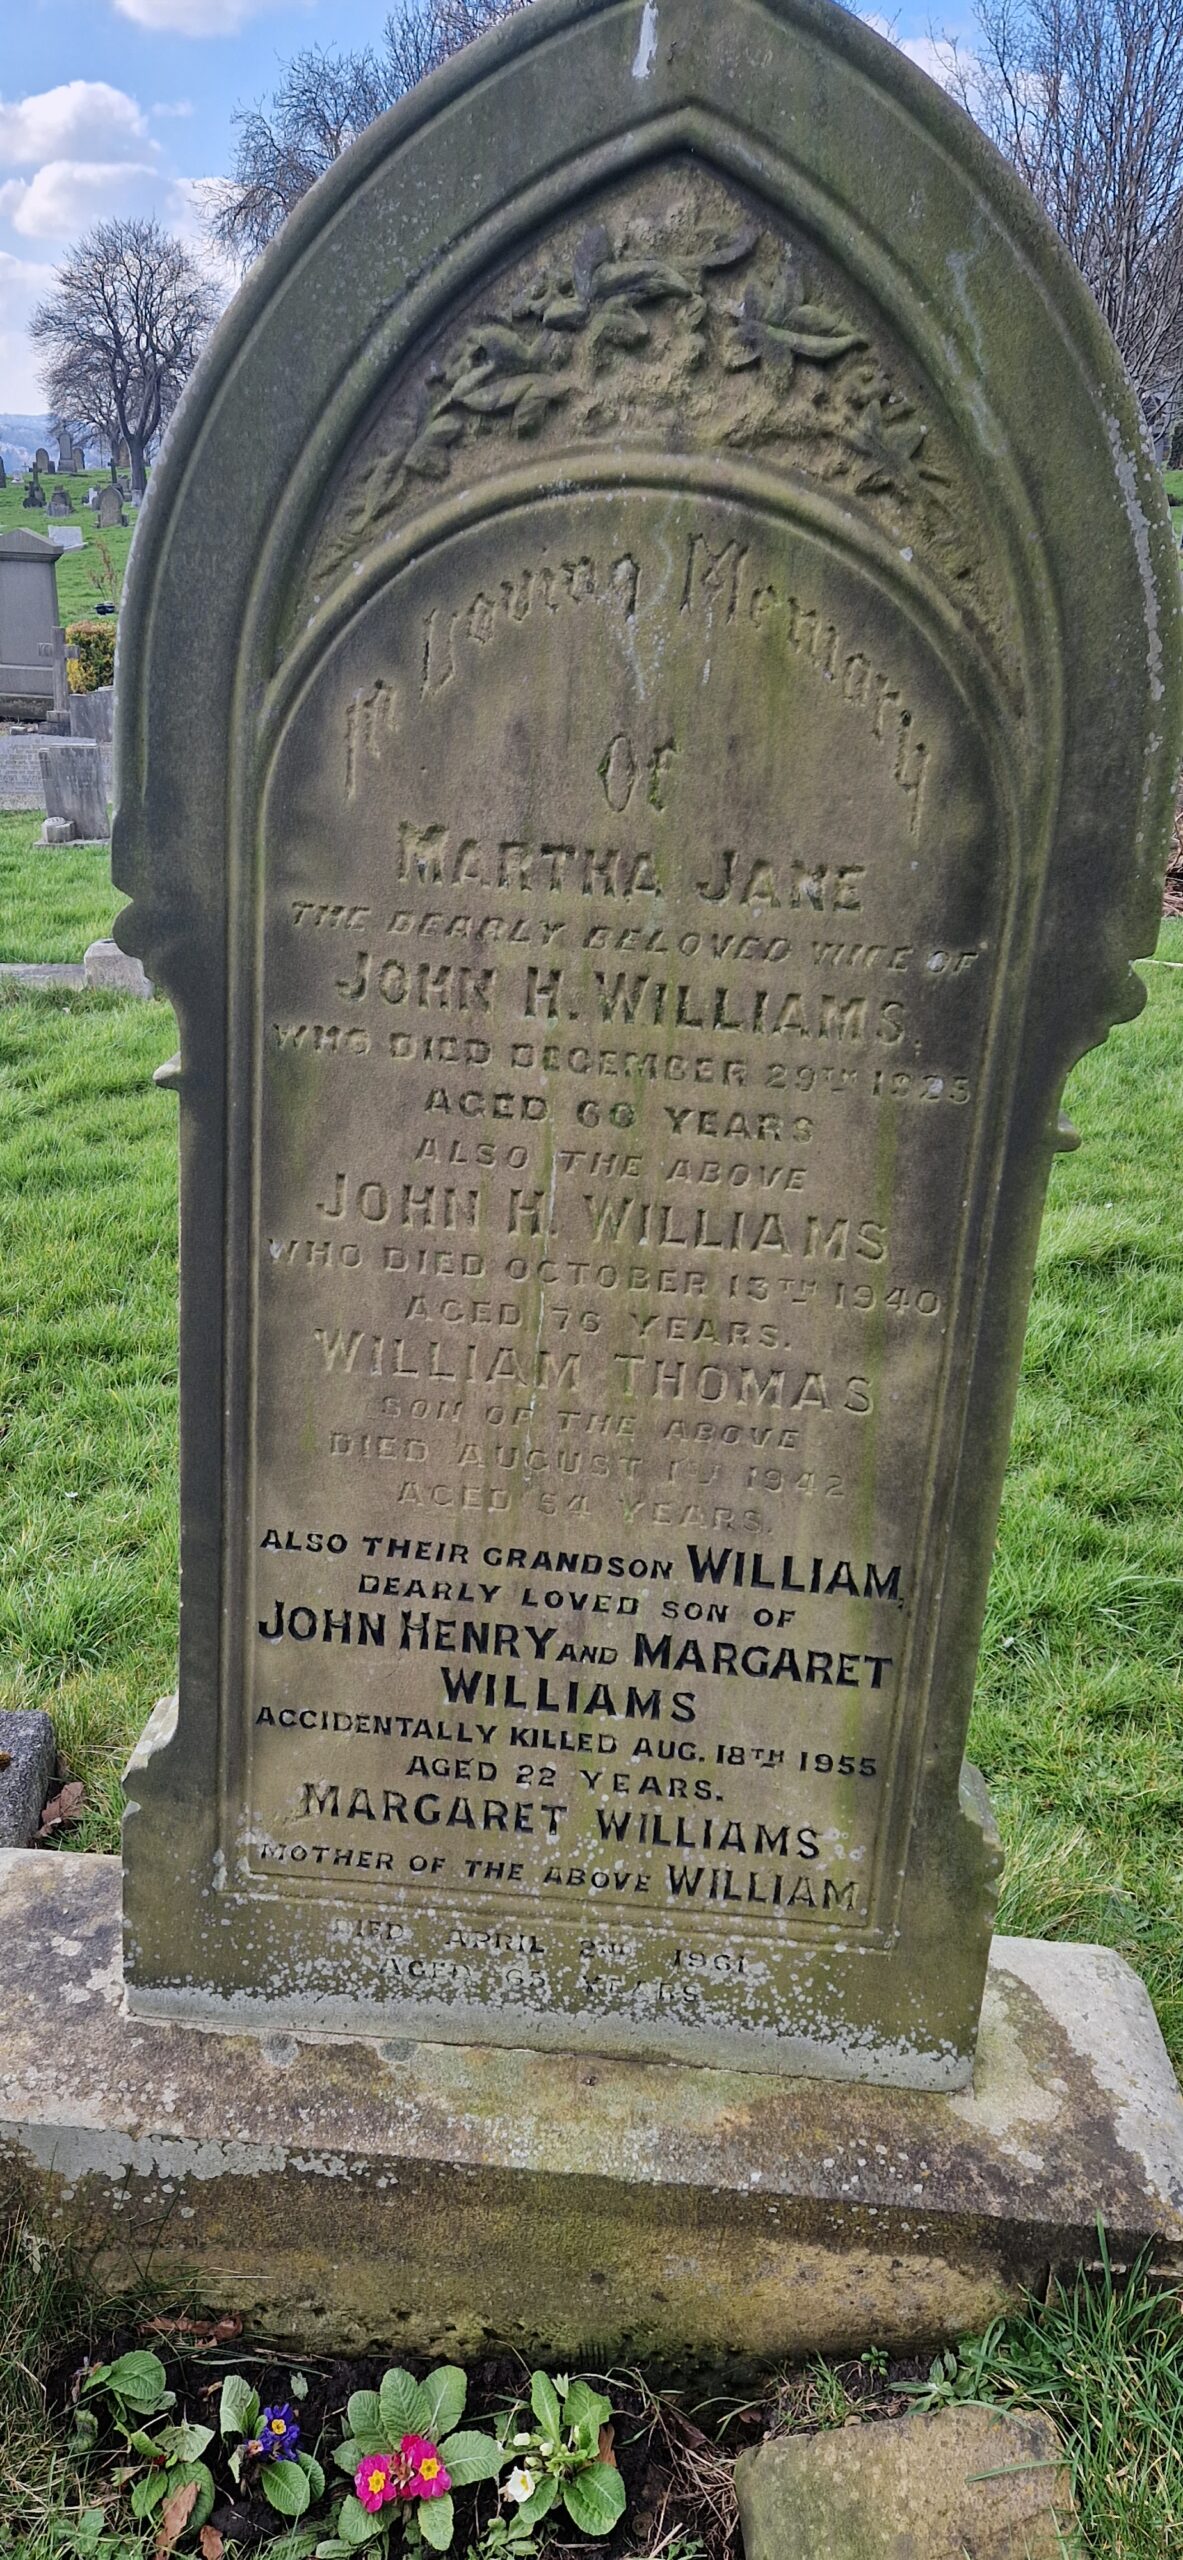 In Loving Memory
Of
MARTHA JANE
THE DEARLY BELOVED WIFE OF
JOHN H. WILLIAMS,
WHO DIED DECEMBER 29TH 1925
AGED 60 YEARS
ALSO THE ABOVE
JOHN H. WILLIAMS
WHO DIED OCTOBER 13TH 1940
AGED 76 YEARS.
WILLIAM THOMAS
SON OF THE ABOVE
DIED AUGUST 1ST 1942
AGED 54 YEARS.
ALSO THEIR GRANDSON WILLIAM,
DEARLY LOVED SON OF
JOHN HENRY AND MARGARET
WILLIAMS
ACCIDENTALLY KILLED AUG. 18TH 1955
AGED 22 YEARS.
MARGARET WILLIAMS
MOTHER OF THE ABOVE WILLIAM
DIED APRIL 2ND 1961
AGED 65 YEARS